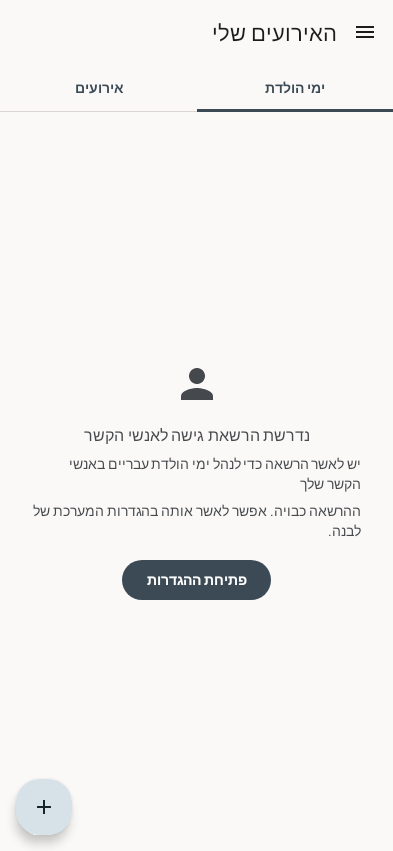 האירועים שלי
ימי הולדת
אירועים
נדרשת הרשאת גישה לאנשי הקשר
יש לאשר הרשאה כדי לנהל ימי הולדת עבריים באנשי
הקשר שלך
ההרשאה כבויה. אפשר לאשר אותה בהגדרות המערכת של
לבנה.
פתיחת ההגדרות